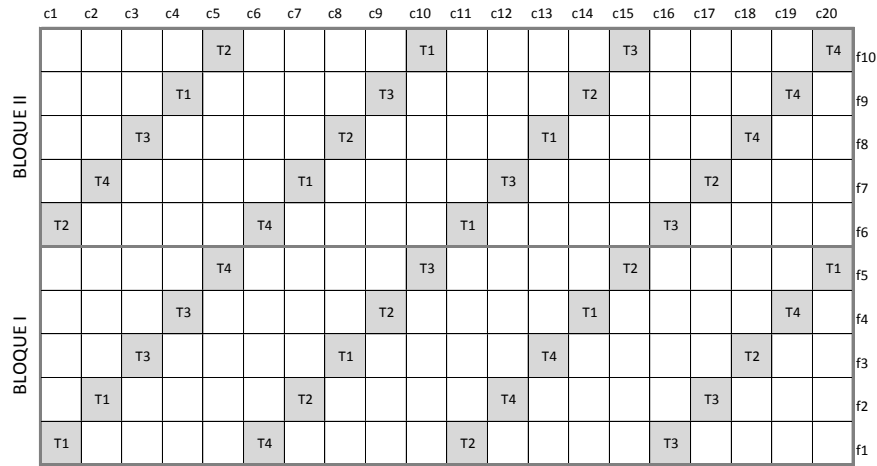 c1 c2 c3 c4 c5 c6 c7 c8 c9 c10 c11 c12 c13 c14 c15 c16 c17 c18 c19 c20
BLOQUE II
T2 T1 T3 T4 f10
T1 T3 T2 T4 f9
T3 T2 T1 T4 f8
T4 T1 T3 T2 f7
T2 T4 T1 T3 f6
BLOQUE I
T4 T3 T2 T1 f5
T3 T2 T1 T4 f4
T3 T1 T4 T2 f3
T1 T2 T4 T3 f2
T1 T4 T2 T3 f1